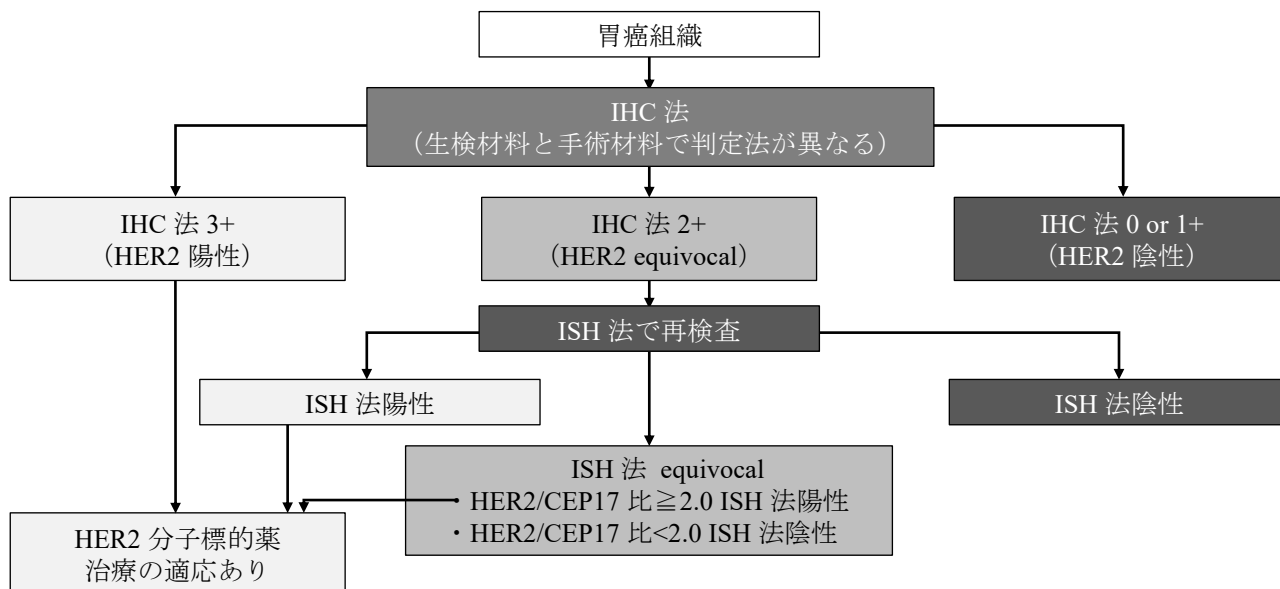 胃癌組織
IHC 法
（生検材料と手術材料で判定法が異なる）
IHC 法 3+
（HER2 陽性）
IHC 法 2+
（HER2 equivocal）
IHC 法 0 or 1+
（HER2 陰性）
ISH 法で再検査
ISH 法陽性
ISH 法陰性
ISH 法 equivocal
・HER2/CEP17 比≧2.0 ISH 法陽性
・HER2/CEP17 比<2.0 ISH 法陰性
HER2 分子標的薬
治療の適応あり